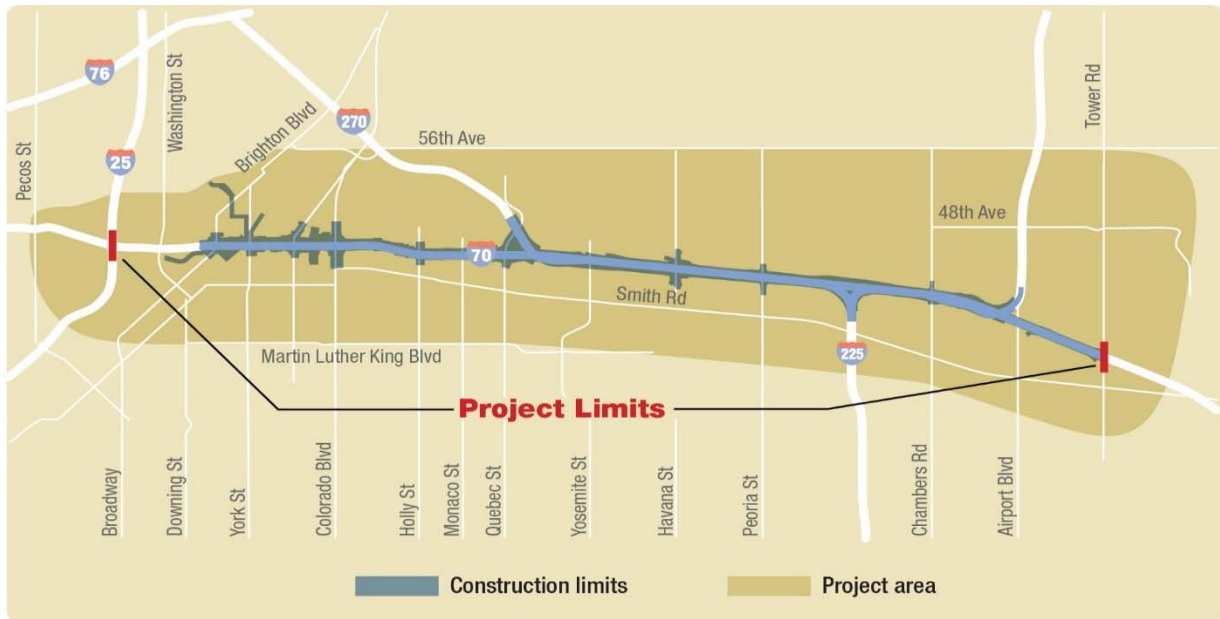 76
25
270
70
225
Pecos St
Washington St
Brighton Blvd
56th Ave
48th Ave
Tower Rd
Smith Rd
Martin Luther King Blvd
Project Limits
Broadway
Downing St
York St
Colorado Blvd
Holly St
Monaco St
Quebec St
Yosemite St
Havana St
Peoria St
Chambers Rd
Airport Blvd
Construction limits
Project area